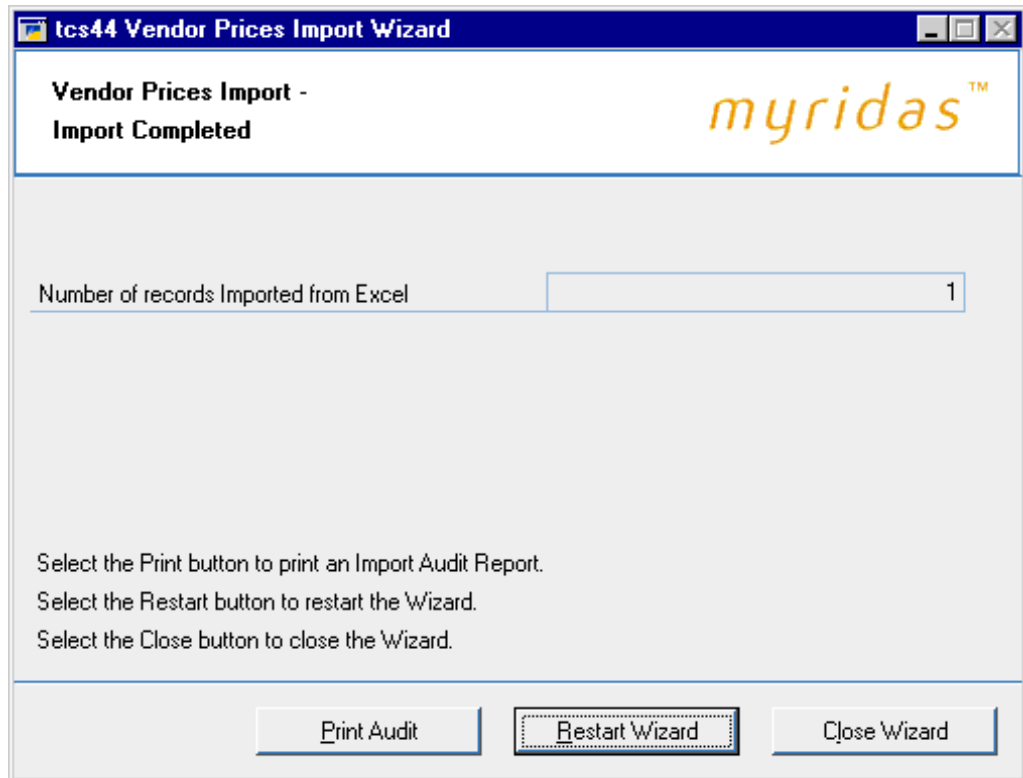 tcs44 Vendor Prices Import Wizard
Vendor Prices Import -
Import Completed
myridas™
Number of records Imported from Excel 1
Select the Print button to print an Import Audit Report.
Select the Restart button to restart the Wizard.
Select the Close button to close the Wizard.
Print Audit Restart Wizard Close Wizard